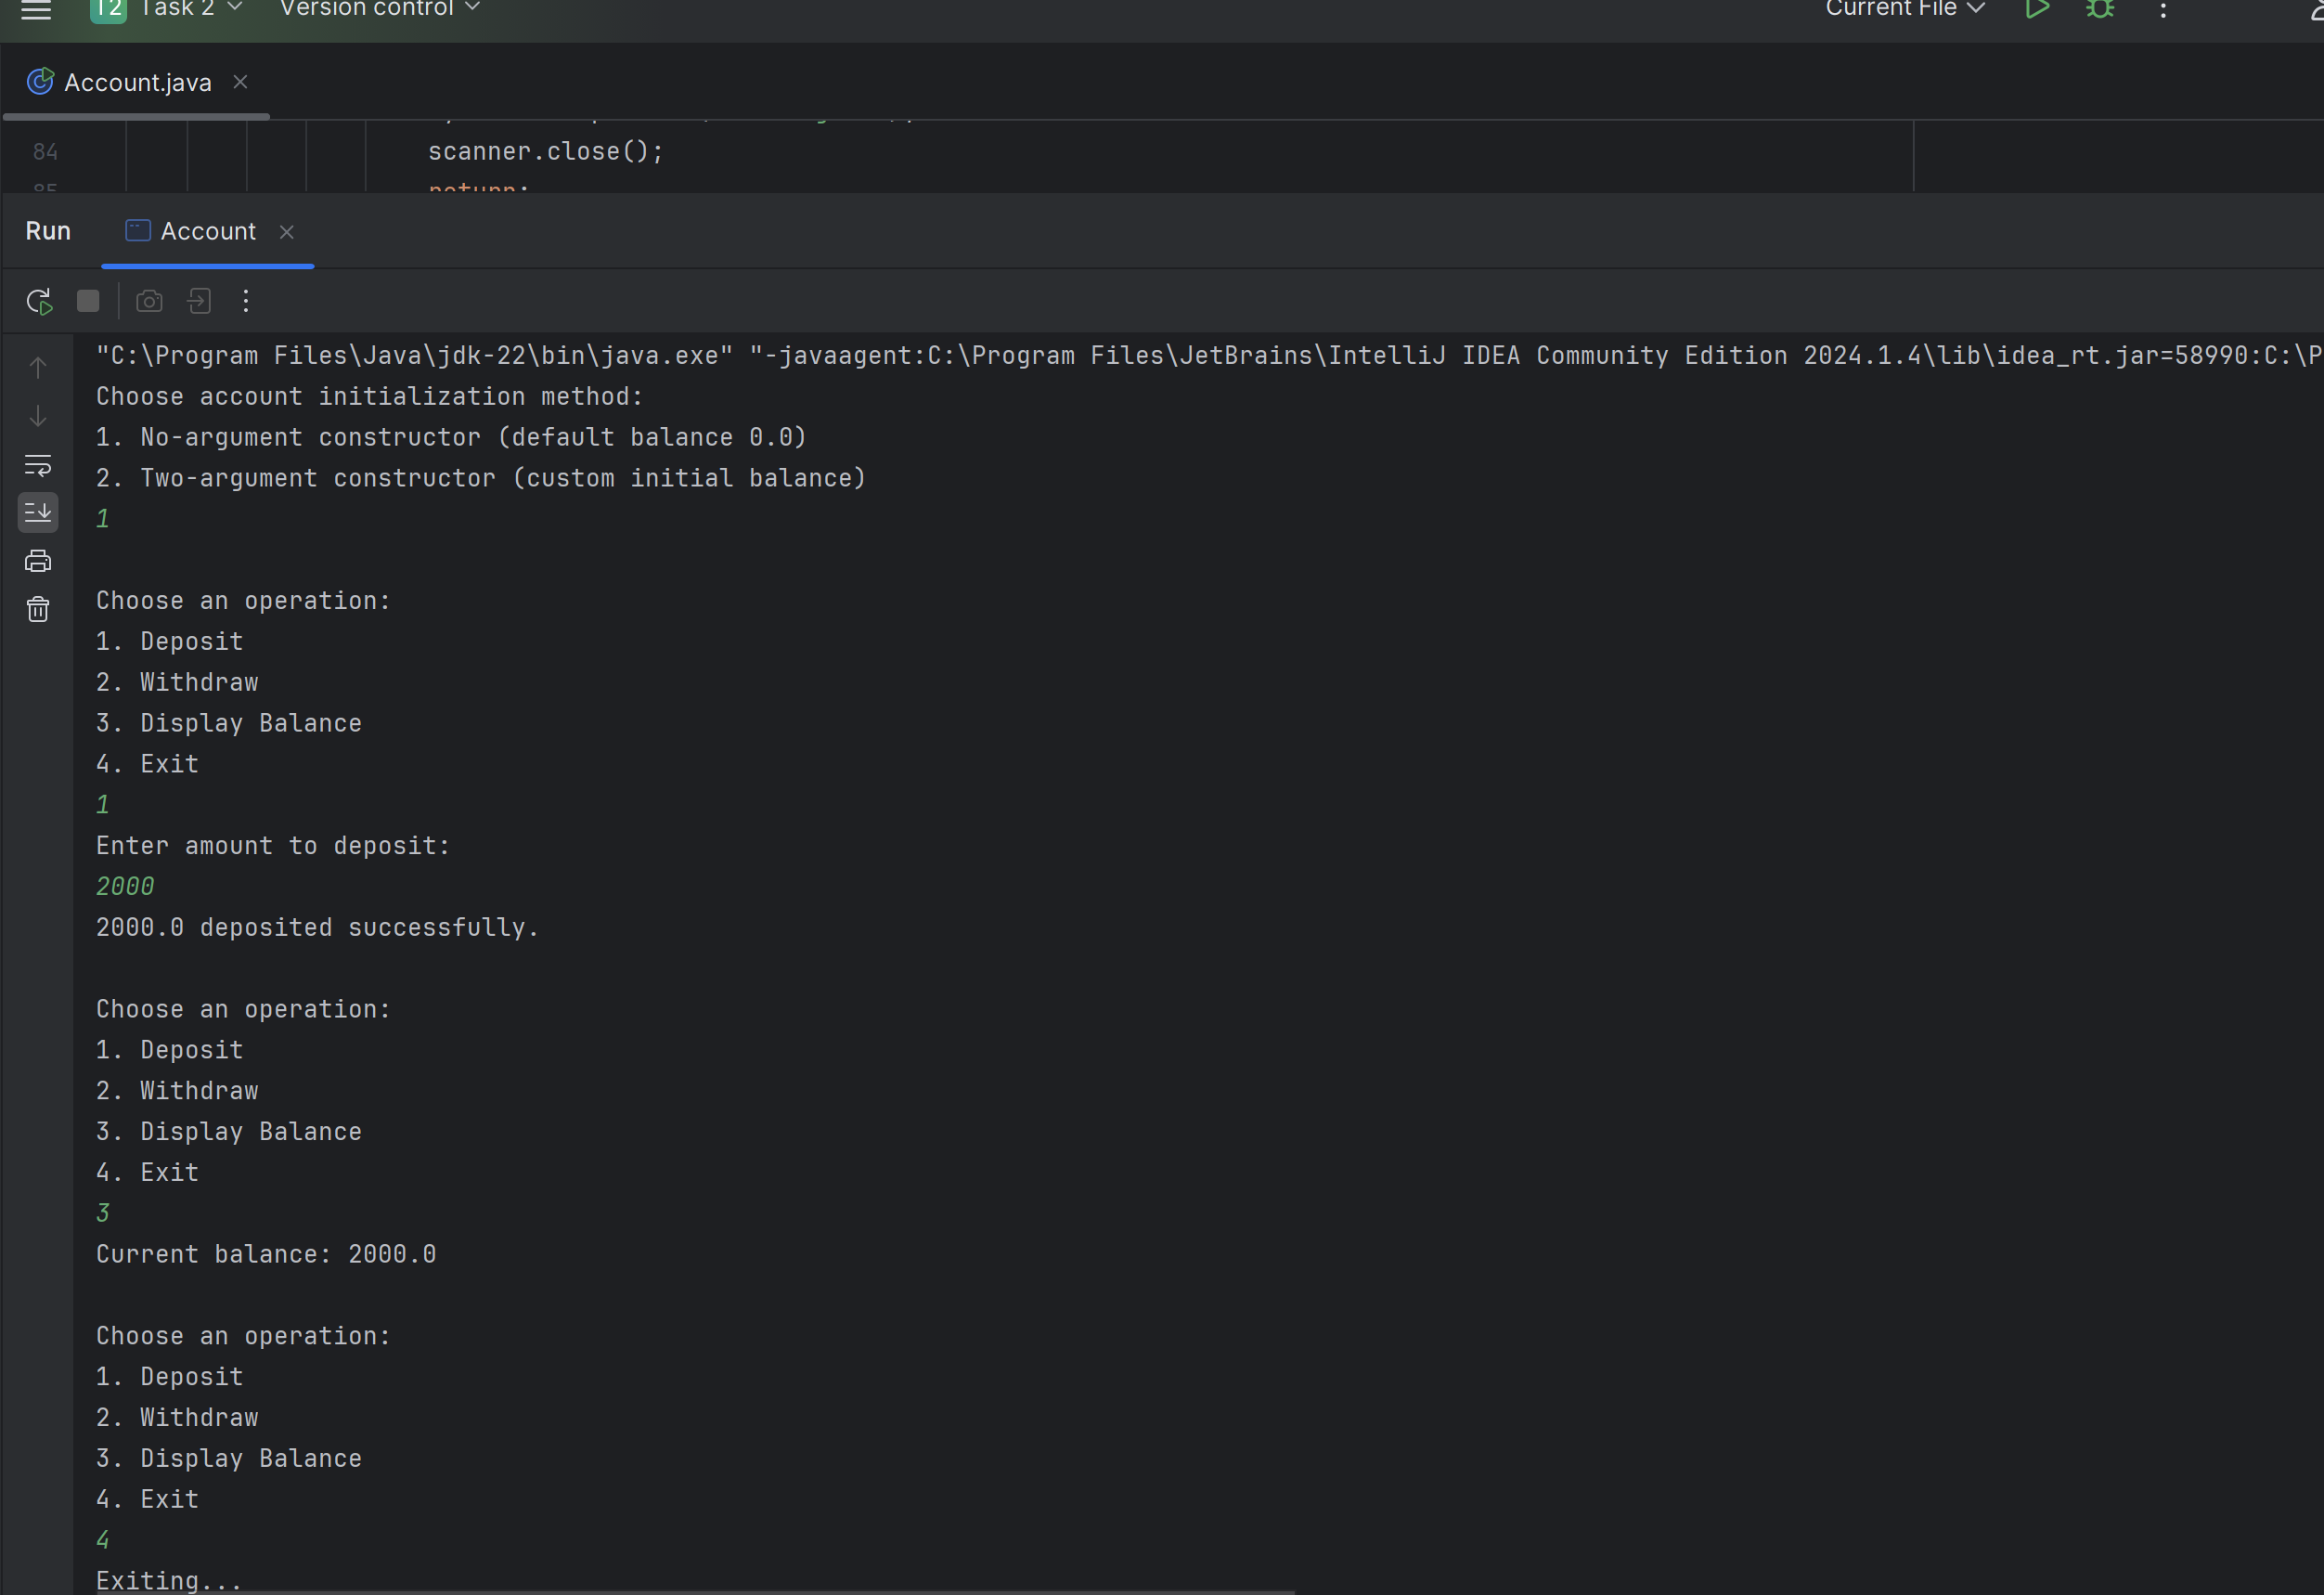 T2 Task 2 Version control Current File
Account.java
84 scanner.close();
85 return;
Run Account
"C:\Program Files\Java\jdk-22\bin\java.exe" "-javaagent:C:\Program Files\JetBrains\IntelliJ IDEA Community Edition 2024.1.4\lib\idea_rt.jar=58990:C:\P
Choose account initialization method:
1. No-argument constructor (default balance 0.0)
2. Two-argument constructor (custom initial balance)
1
Choose an operation:
1. Deposit
2. Withdraw
3. Display Balance
4. Exit
1
Enter amount to deposit:
2000
2000.0 deposited successfully.
Choose an operation:
1. Deposit
2. Withdraw
3. Display Balance
4. Exit
3
Current balance: 2000.0
Choose an operation:
1. Deposit
2. Withdraw
3. Display Balance
4. Exit
4
Exiting...